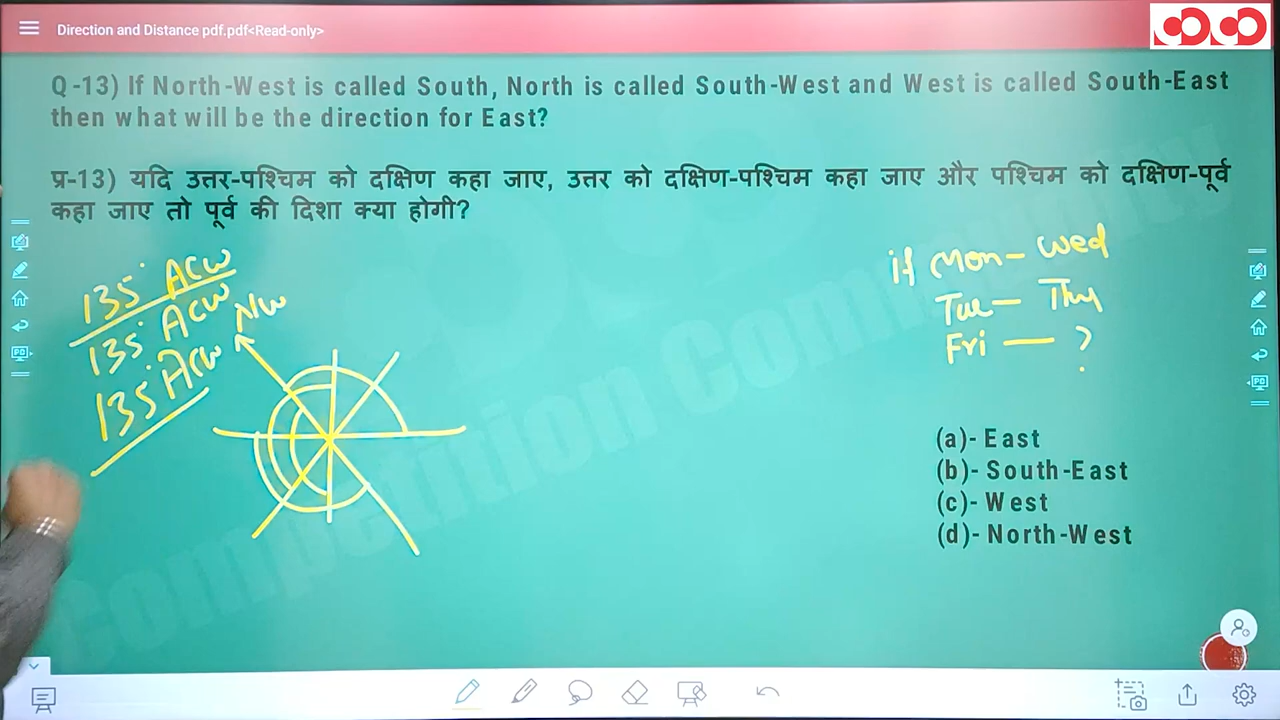 Direction and Distance pdf.pdf<Read-only>
Q-13) If North-West is called South, North is called South-West and West is called South-East
then what will be the direction for East?
प्र-13) यदि उत्तर-पश्चिम को दक्षिण कहा जाए, उत्तर को दक्षिण-पश्चिम कहा जाए और पश्चिम को दक्षिण-पूर्व
कहा जाए तो पूर्व की दिशा क्या होगी?
135° ACW
135° ACW
135° ACW
NW
if Mon - Wed
Tue - Thu
Fri - ?
(a)- East
(b)- South-East
(c)- West
(d)- North-West
Competition Community